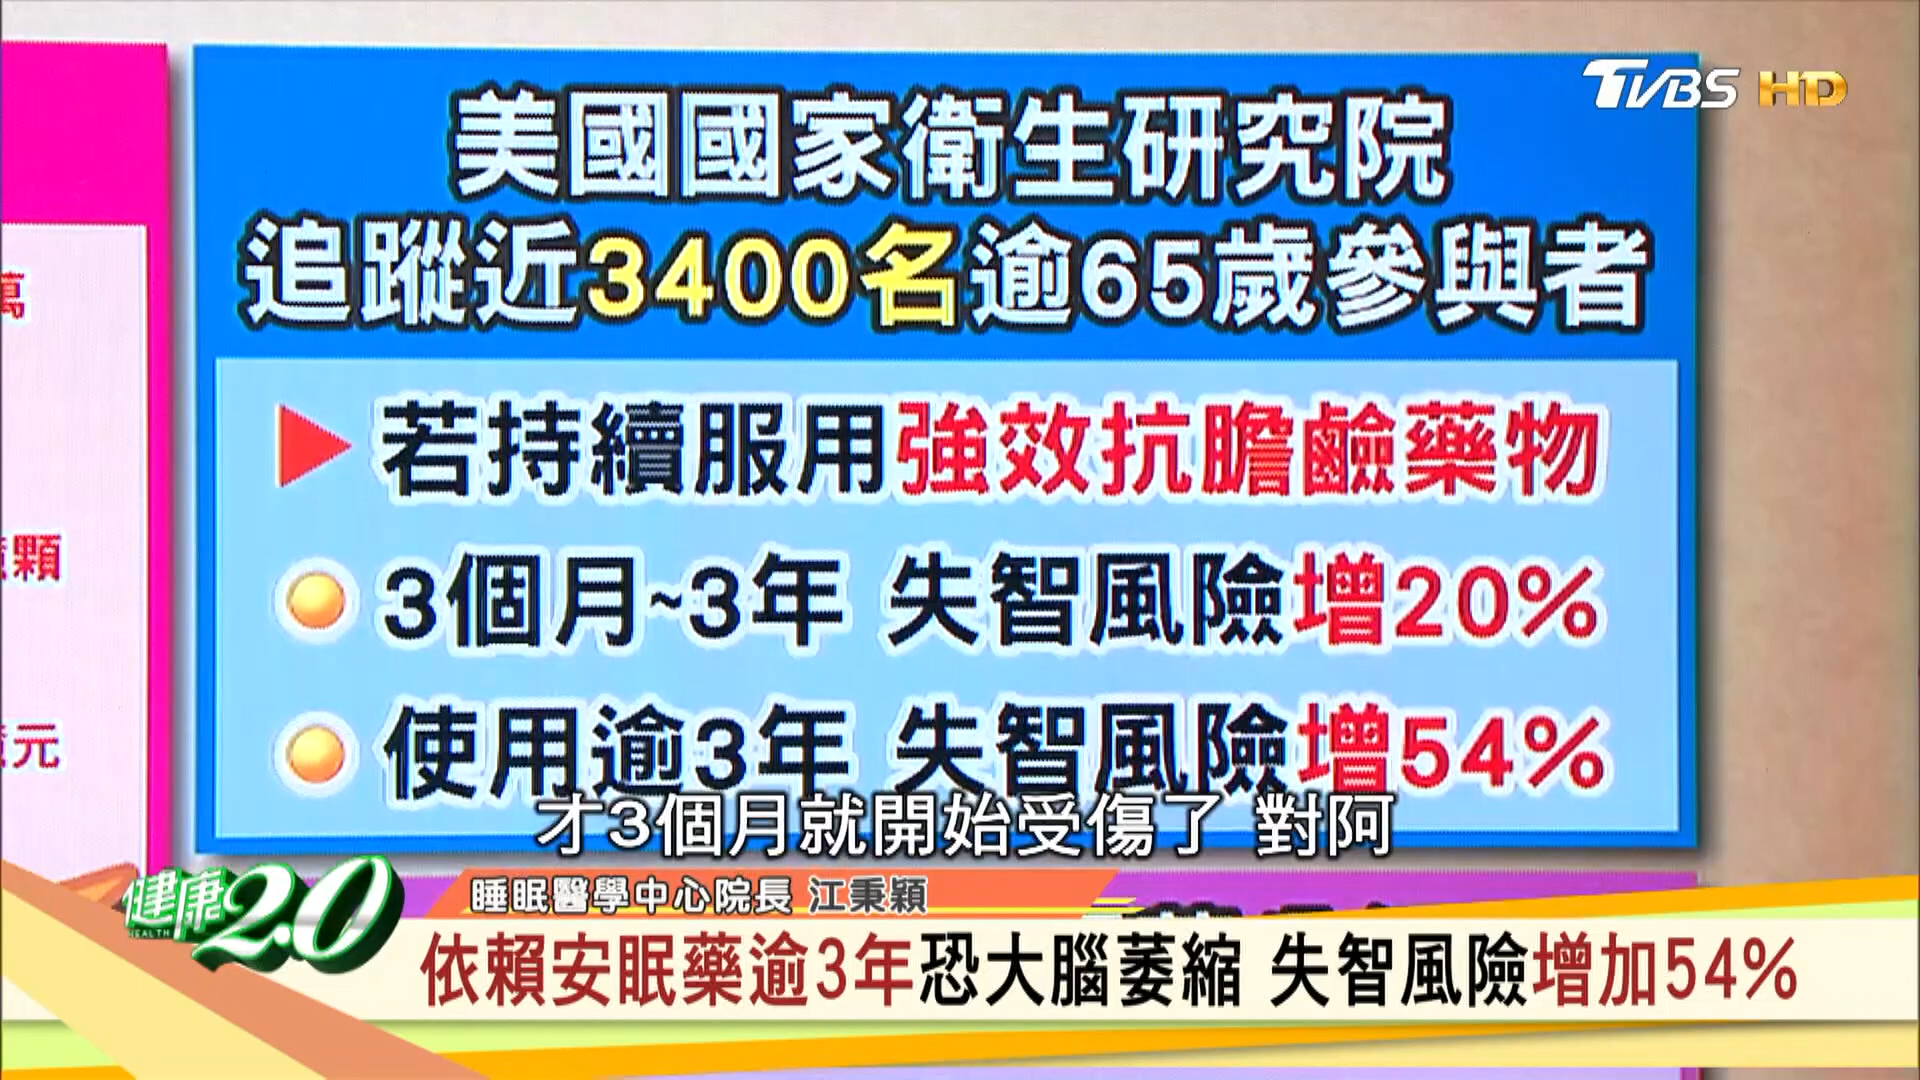 TVBS HD
美國國家衛生研究院
追蹤近3400名逾65歲參與者
若持續服用強效抗膽鹼藥物
3個月~3年 失智風險增20%
使用逾3年 失智風險增54%
顆
元
才3個月就開始受傷了 對阿
健康2.0
HEALTH
睡眠醫學中心院長 江秉穎
依賴安眠藥逾3年恐大腦萎縮 失智風險增加54%